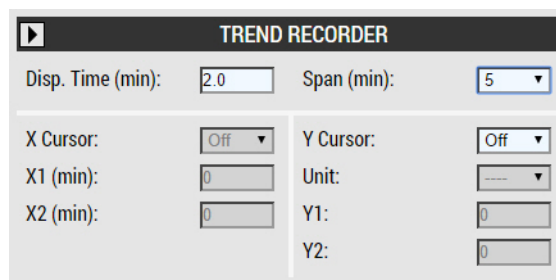 TREND RECORDER
Disp. Time (min): 2.0 Span (min): 5
X Cursor: Off Y Cursor: Off
X1 (min): 0 Unit: ----
X2 (min): 0 Y1: 0
Y2: 0